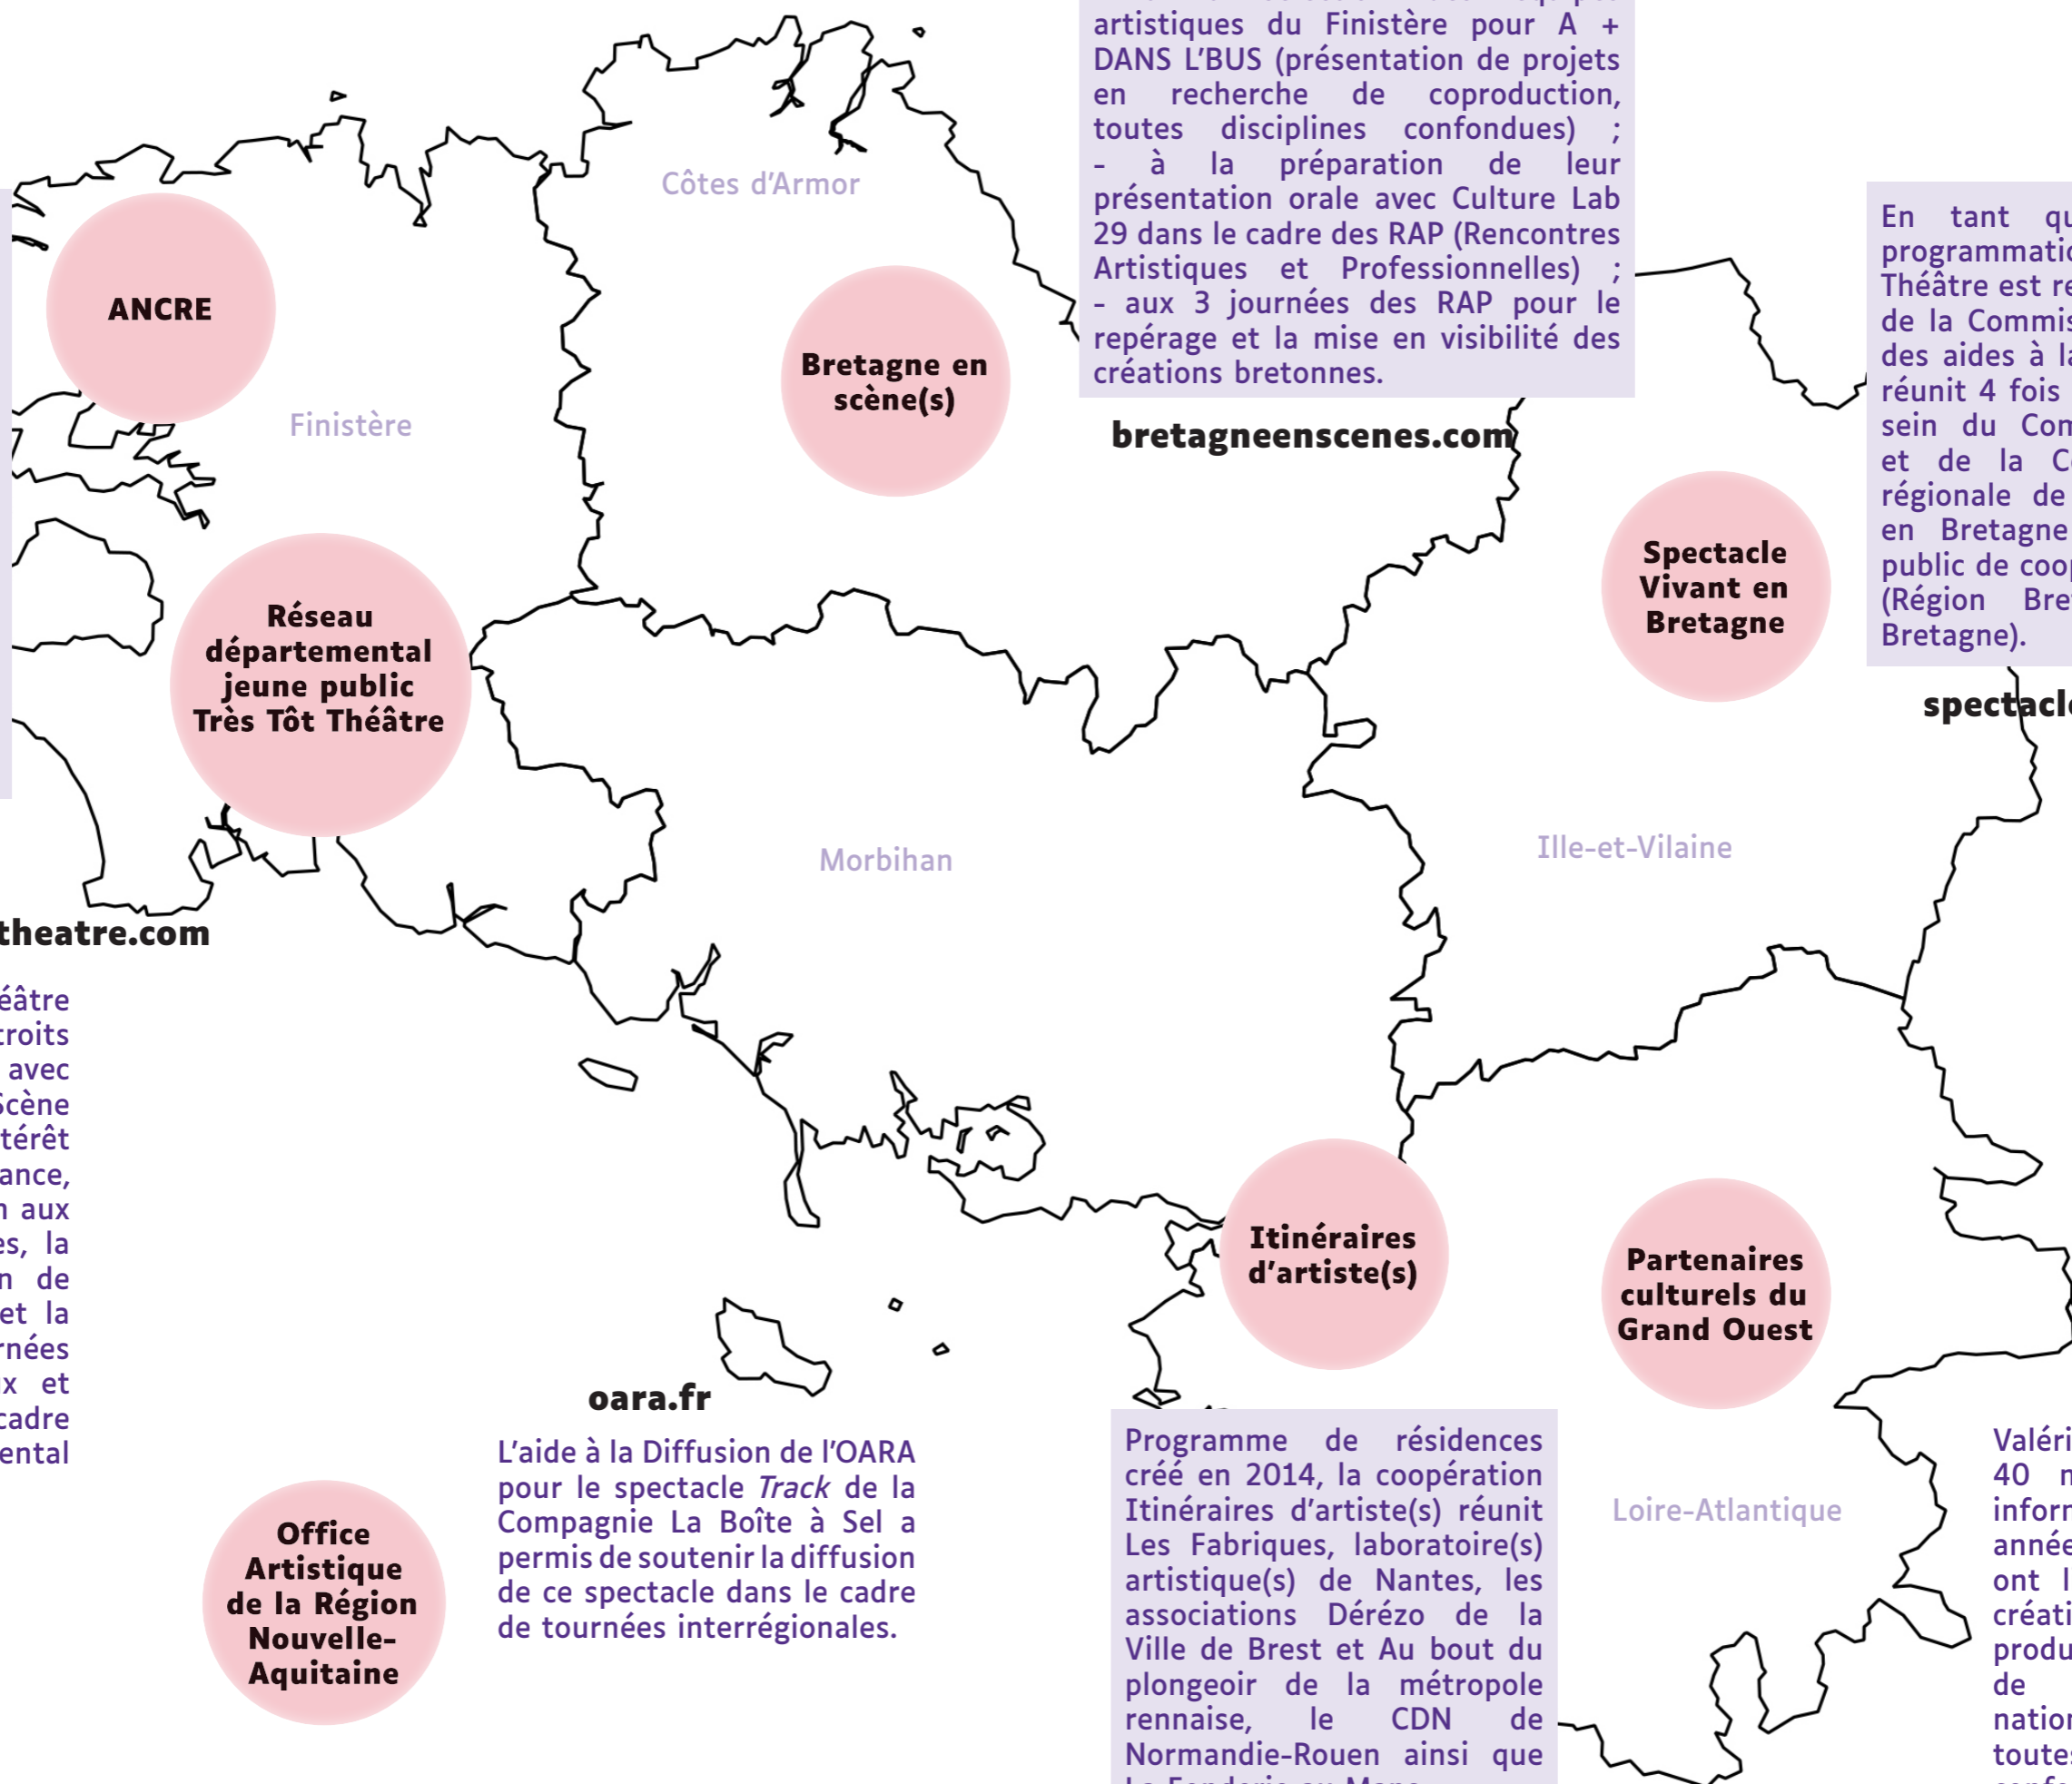 artistiques du Finistère pour A +
DANS L'BUS (présentation de projets
en recherche de coproduction,
toutes disciplines confondues) ;
- à la préparation de leur
présentation orale avec Culture Lab
29 dans le cadre des RAP (Rencontres
Artistiques et Professionnelles) ;
- aux 3 journées des RAP pour le
repérage et la mise en visibilité des
créations bretonnes.
bretagneenscenes.com
Côtes d'Armor
ANCRE
Bretagne en
scène(s)
Finistère
En tant
programmatio
Théâtre est re
de la Commis
des aides à la
réunit 4 fois
sein du Com
et de la
régionale de
en Bretagne
public de coop
(Région Bre
Bretagne).
spectacle
Spectacle
Vivant en
Bretagne
Réseau
départemental
jeune public
Très Tôt Théâtre
Morbihan
Ille-et-Vilaine
theatre.com
éâtre
troits
avec
Scène
térêt
ance,
n aux
es, la
n de
et la
rnées
x et
cadre
ental
Itinéraires
d'artiste(s)
Partenaires
culturels du
Grand Ouest
oara.fr
L'aide à la Diffusion de l'OARA
pour le spectacle Track de la
Compagnie La Boîte à Sel a
permis de soutenir la diffusion
de ce spectacle dans le cadre
de tournées interrégionales.
Office
Artistique
de la Région
Nouvelle-
Aquitaine
Programme de résidences
créé en 2014, la coopération
Itinéraires d'artiste(s) réunit
Les Fabriques, laboratoire(s)
artistique(s) de Nantes, les
associations Dérézo de la
Ville de Brest et Au bout du
plongeoir de la métropole
rennaise, le CDN de
Normandie-Rouen ainsi que
Loire-Atlantique
Valéri
40
inform
année
ont
créati
produ
de
nation
toutes